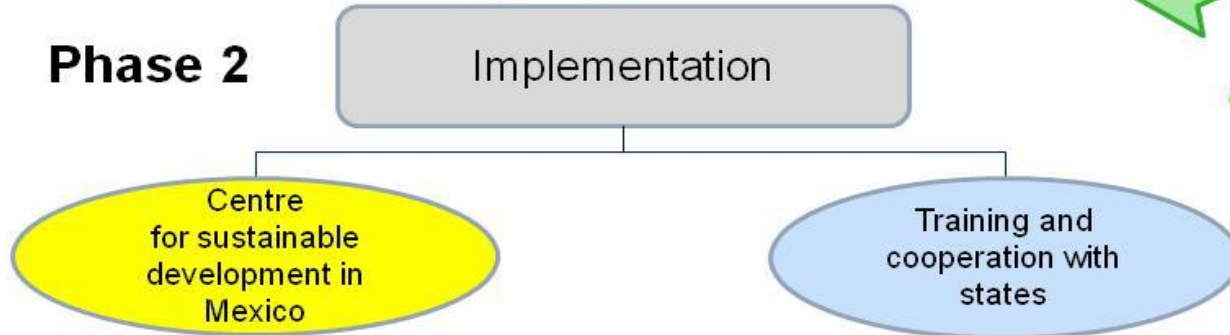 Phase 2
Implementation
Centre
for sustainable
development in
Mexico
Training and
cooperation with
states